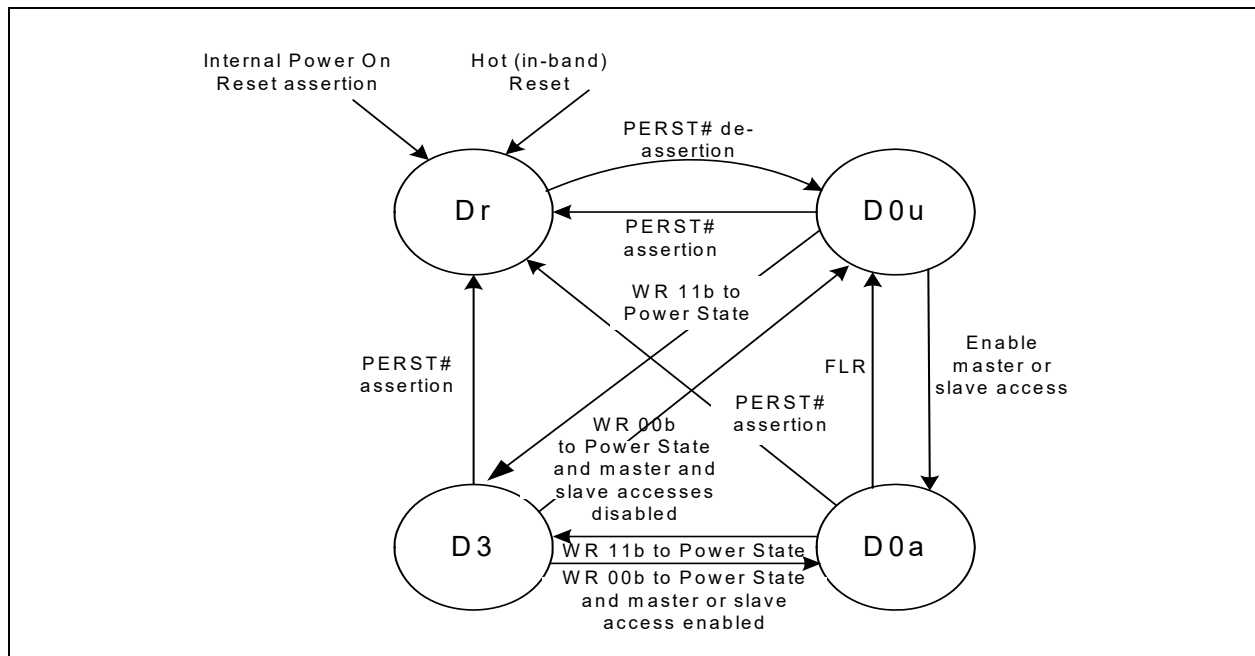 Internal Power On
Reset assertion
Hot (in-band)
Reset
PERST# de-
assertion
Dr
D0u
PERST#
assertion
WR 11b to
Power State
PERST#
assertion
FLR
Enable
master or
slave access
PERST#
assertion
WR 00b
to Power State
and master and
slave accesses
disabled
D3
D0a
WR 11b to Power State
WR 00b to Power State
and master or slave
access enabled